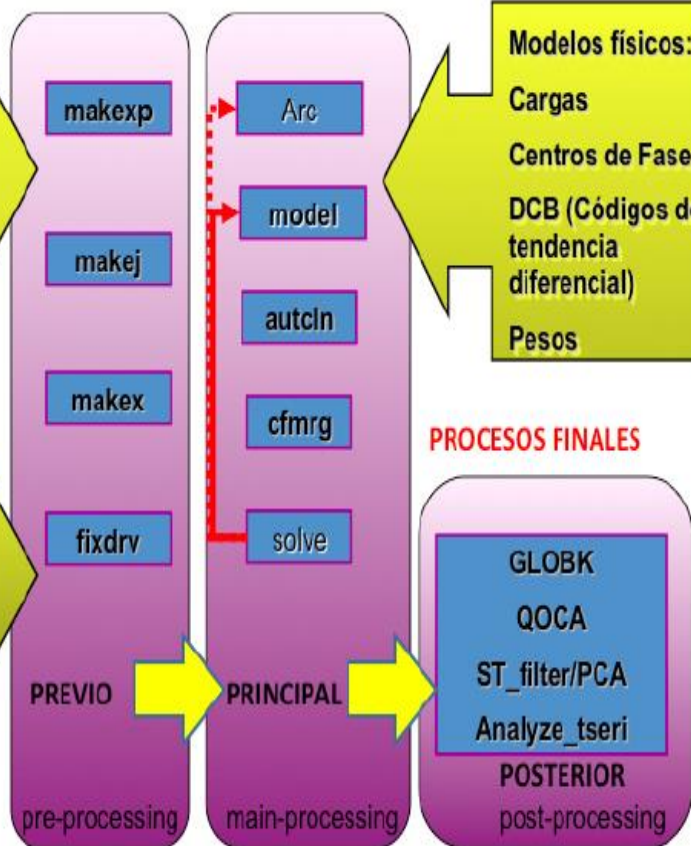 makexp
makej
makex
fixdrv
PREVIO
pre-processing
Arc
model
autcln
cfmrg
solve
PRINCIPAL
main-processing
Modelos físicos:
Cargas
Centros de Fase
DCB (Códigos de
tendencia
diferencial)
Pesos
PROCESOS FINALES
GLOBK
QOCA
ST_filter/PCA
Analyze_tseri
POSTERIOR
post-processing